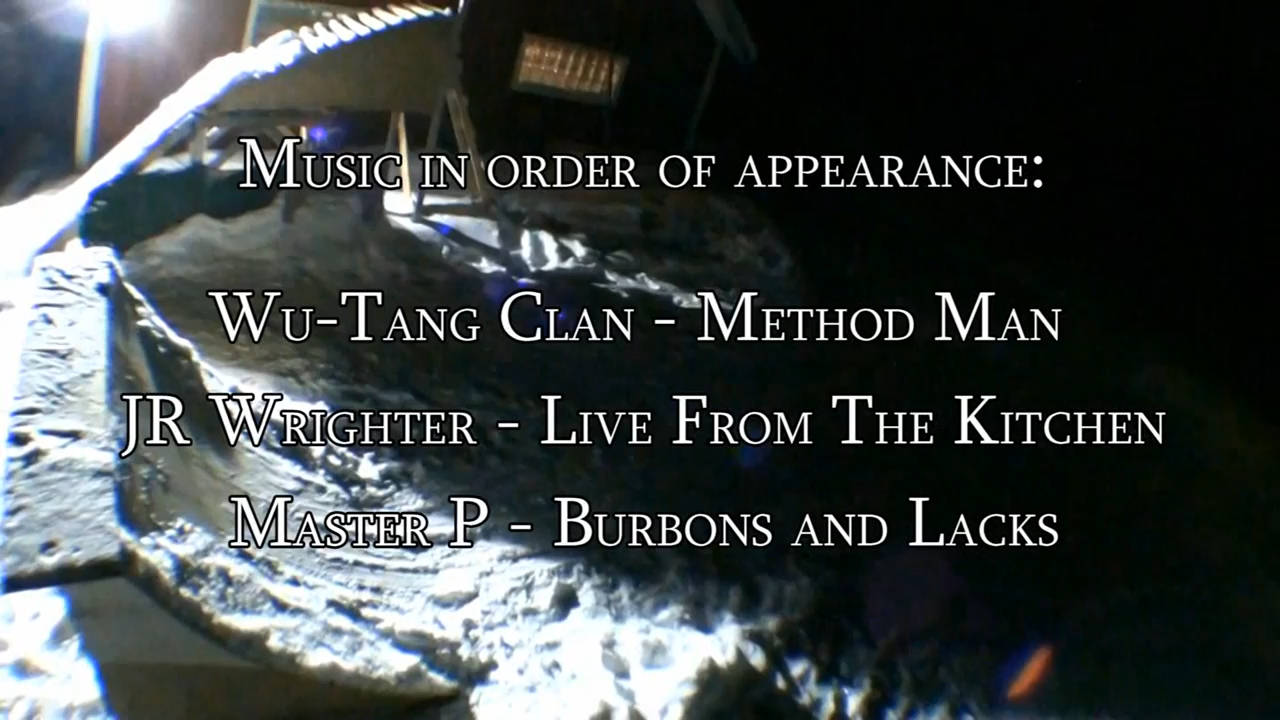 Music in order of appearance:
Wu-Tang Clan - Method Man
JR Wrighter - Live From The Kitchen
Master P - Burbons and Lacks